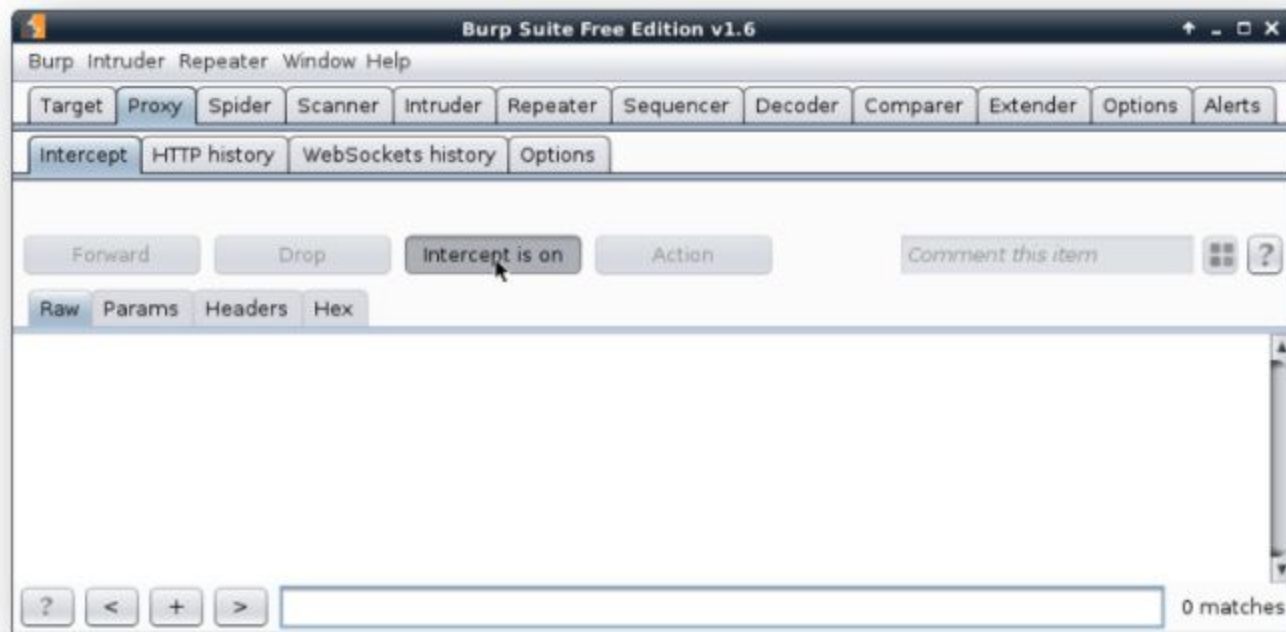 Burp Suite Free Edition v1.6
Burp Intruder Repeater Window Help
Target Proxy Spider Scanner Intruder Repeater Sequencer Decoder Comparer Extender Options Alerts
Intercept HTTP history WebSockets history Options
Forward Drop Intercept is on Action Comment this item ?
Raw Params Headers Hex
? < + > 0 matches